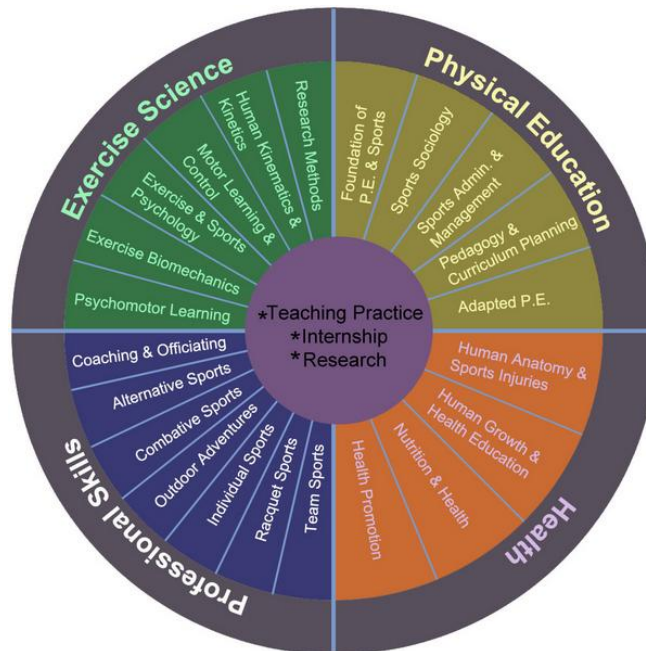 Exercise Science
Psychomotor Learning
Exercise Biomechanics
Exercise & Sports
Psychology
Motor Learning &
Control
Human Kinematics &
Kinetics
Research Methods
Physical Education
Foundation of
P.E. & Sports
Sports Sociology
Sports Admin. &
Management
Pedagogy &
Curriculum Planning
Adapted P.E.
*Teaching Practice
*Internship
*Research
Professional Skills
Coaching & Officiating
Alternative Sports
Combative Sports
Outdoor Adventures
Individual Sports
Racquet Sports
Team Sports
Health
Human Anatomy &
Sports Injuries
Human Growth &
Health Education
Nutrition & Health
Health Promotion